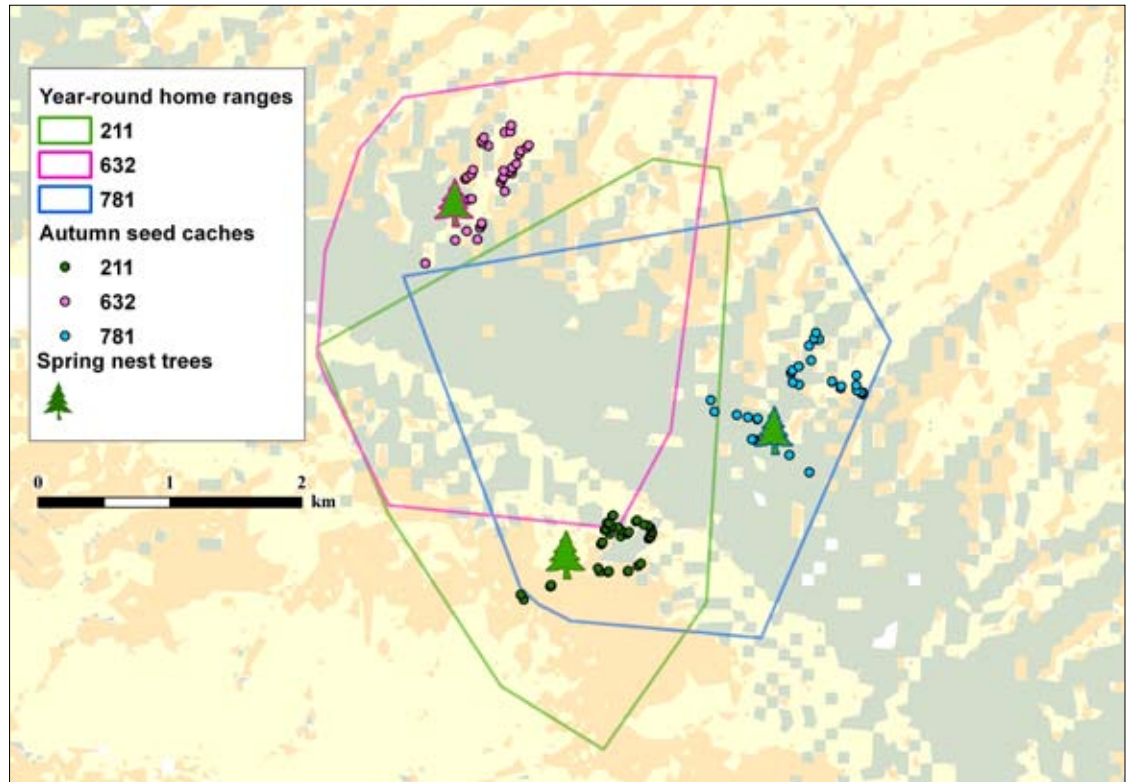 Year-round home ranges
211
632
781
Autumn seed caches
211
632
781
Spring nest trees
0 1 2
km